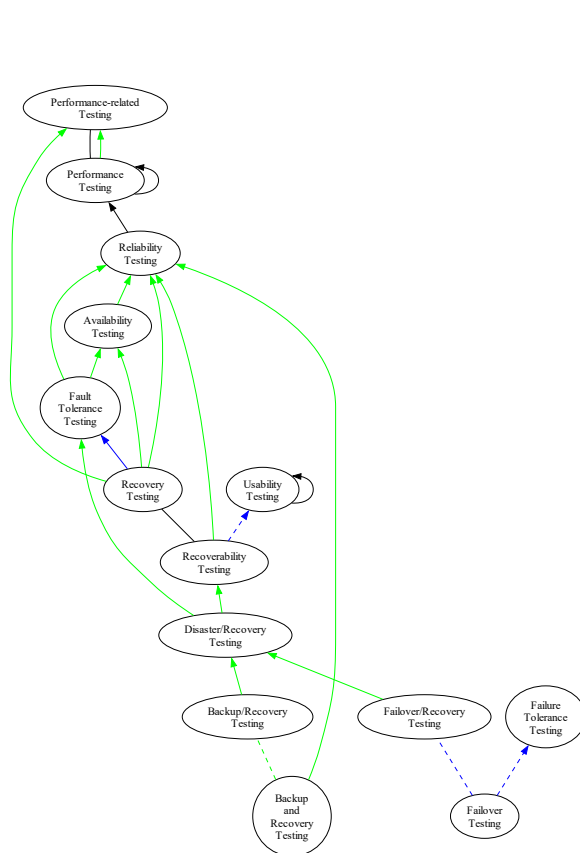 Performance-related
Testing
Performance
Testing
Reliability
Testing
Availability
Testing
Fault
Tolerance
Testing
Recovery
Testing
Usability
Testing
Recoverability
Testing
Disaster/Recovery
Testing
Backup/Recovery
Testing
Failover/Recovery
Testing
Failure
Tolerance
Testing
Backup
and
Recovery
Testing
Failover
Testing